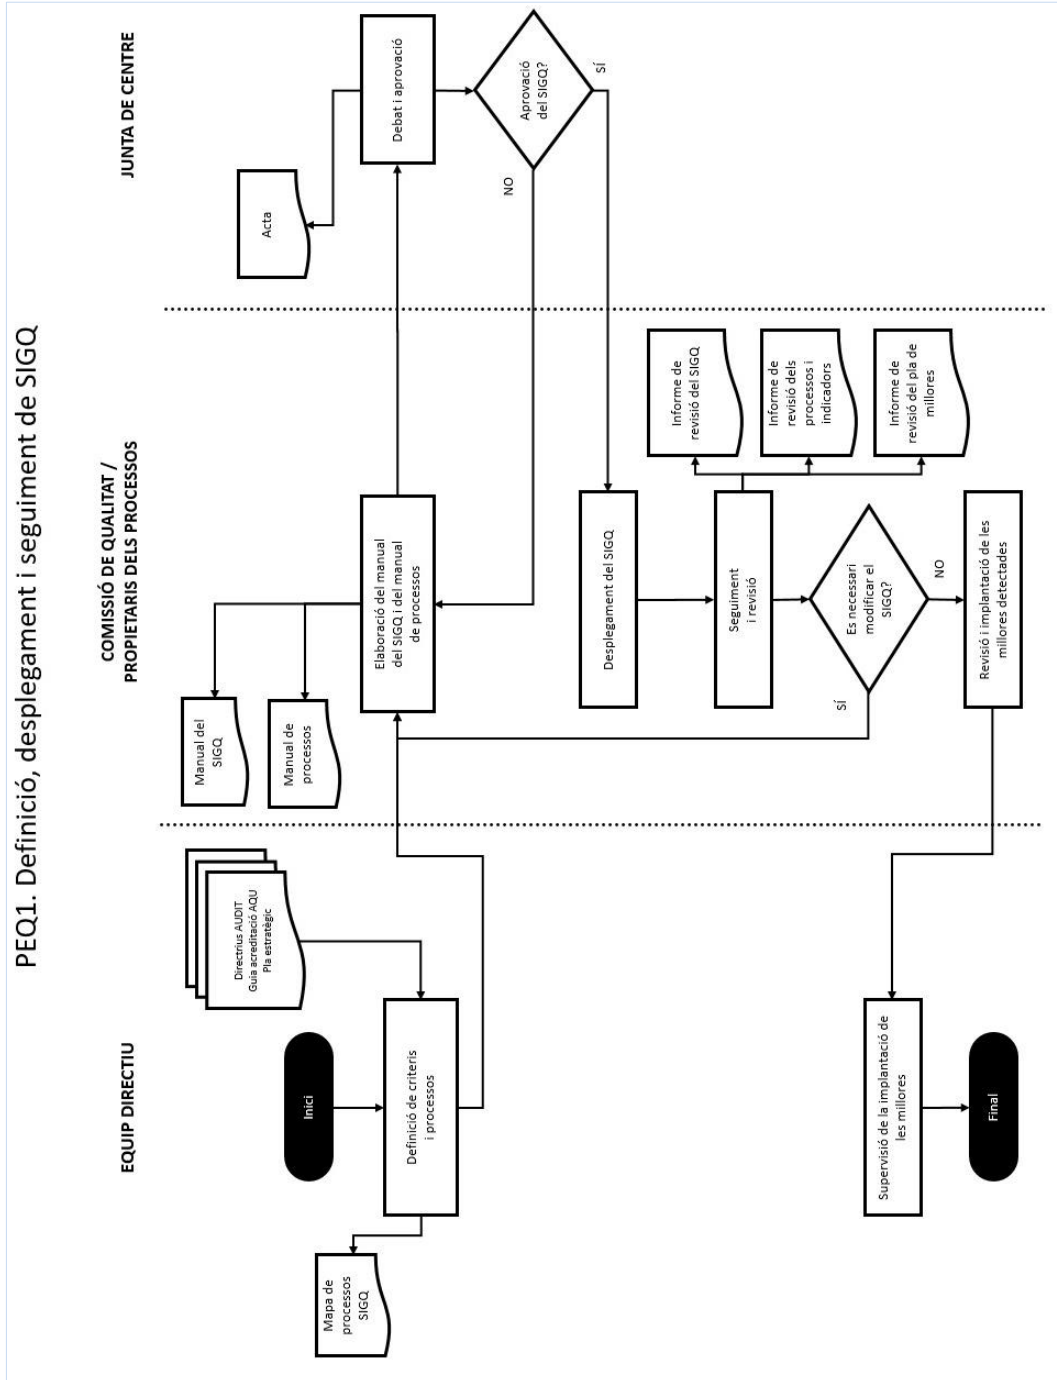 PEQ1. Definició, desplegament i seguiment de SIGQ
EQUIP DIRECTIU
COMISSIÓ DE QUALITAT /
PROPIETARIS DELS PROCESSOS
JUNTA DE CENTRE
Inici
Directrius AUDIT
Guia acreditació AQU
Pla estratègic
Definició de criteris
i processos
Mapa de
processos
SIGQ
Manual del
SIGQ
Manual de
processos
Elaboració del manual
del SIGQ i del manual
de processos
Acta
Debat i aprovació
Aprovació
del SIGQ?
NO
SÍ
Desplegament del SIGQ
Seguiment
i revisió
Informe de
revisió del SIGQ
Informe de
revisió dels
processos i
indicadors
Informe de
revisió del pla de
millores
Es necessari
modificar el
SIGQ?
SÍ
NO
Revisió i implantació de les
millores detectades
Supervisió de la implantació de
les millores
Final